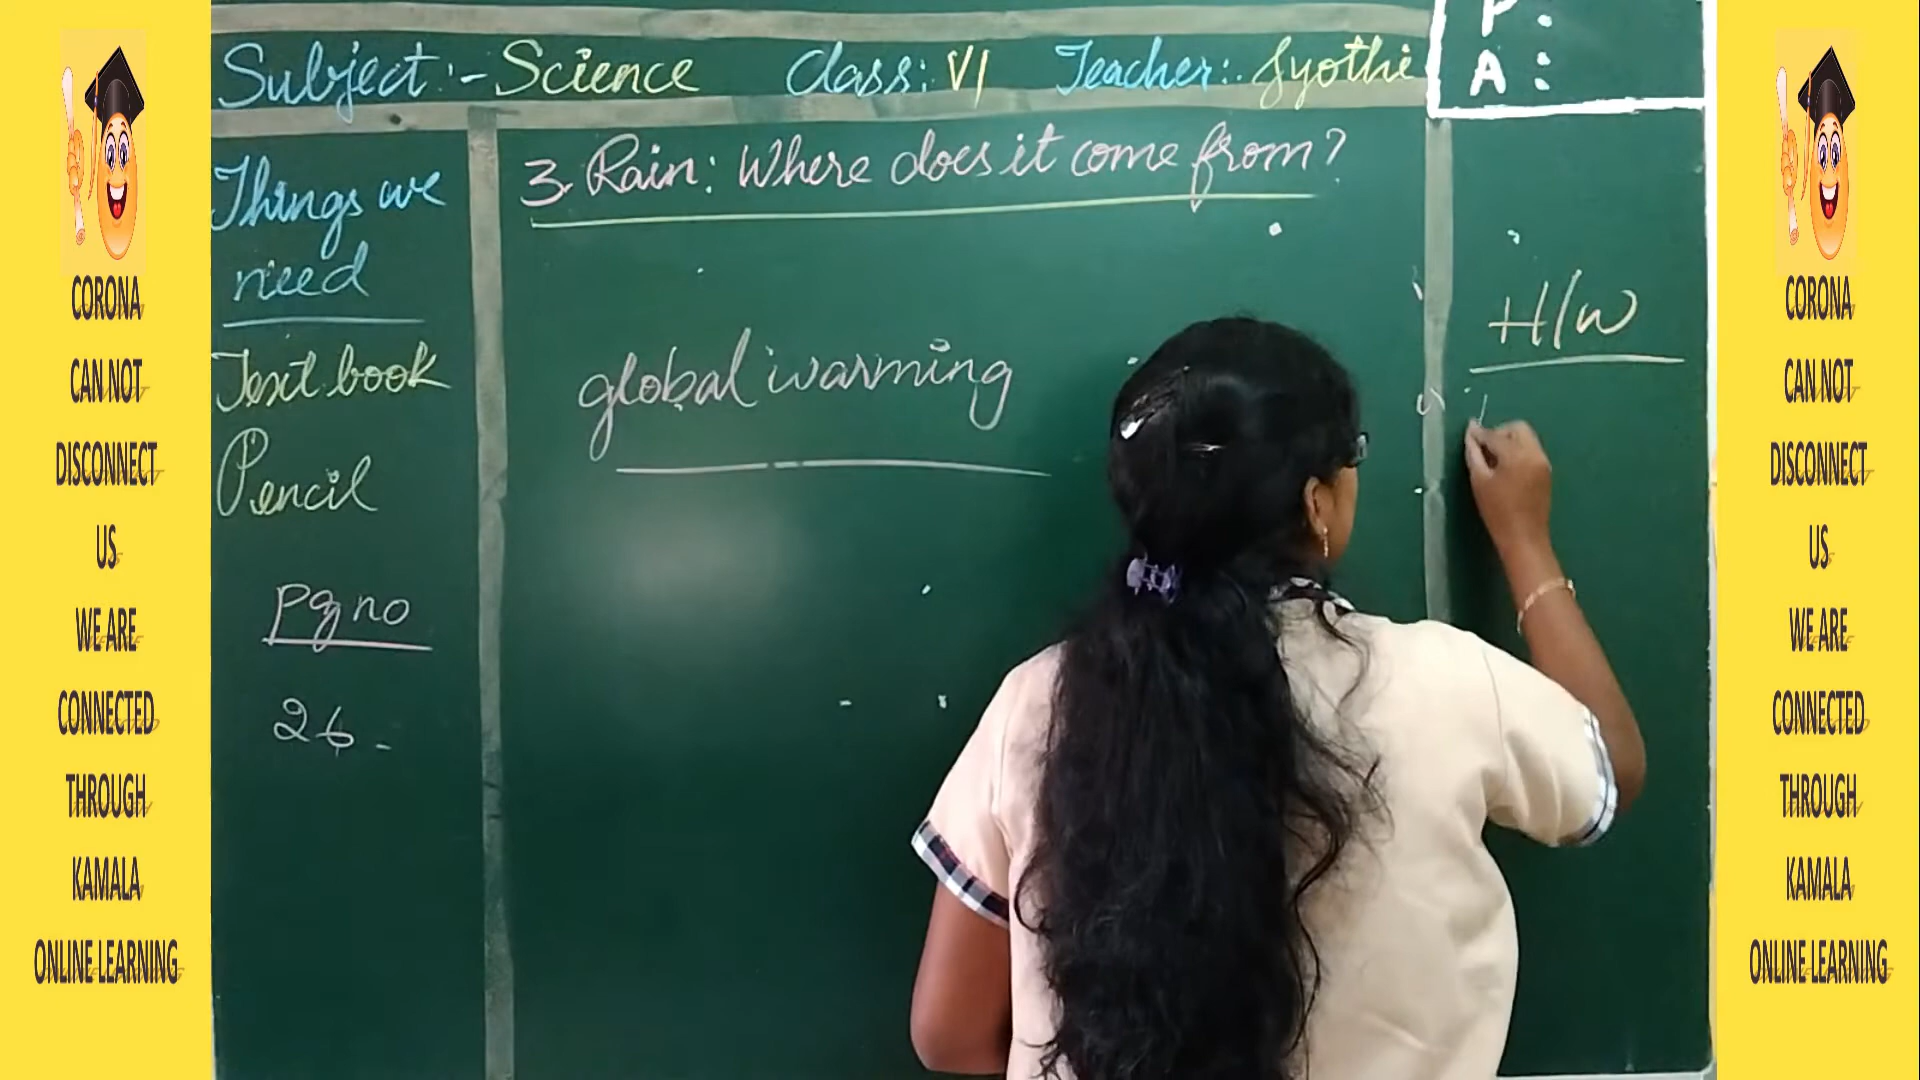 CORONA
CAN NOT
DISCONNECT
US
WE ARE
CONNECTED
THROUGH
KAMALA
ONLINE LEARNING
Subject:- Science Class: VI Teacher:. Jyothi
P:
A:
Things we
need
Text book
Pencil
Pg no
26-
3. Rain: Where does it come from?
global warming
H/W
CORONA
CAN NOT
DISCONNECT
US
WE ARE
CONNECTED
THROUGH
KAMALA
ONLINE LEARNING